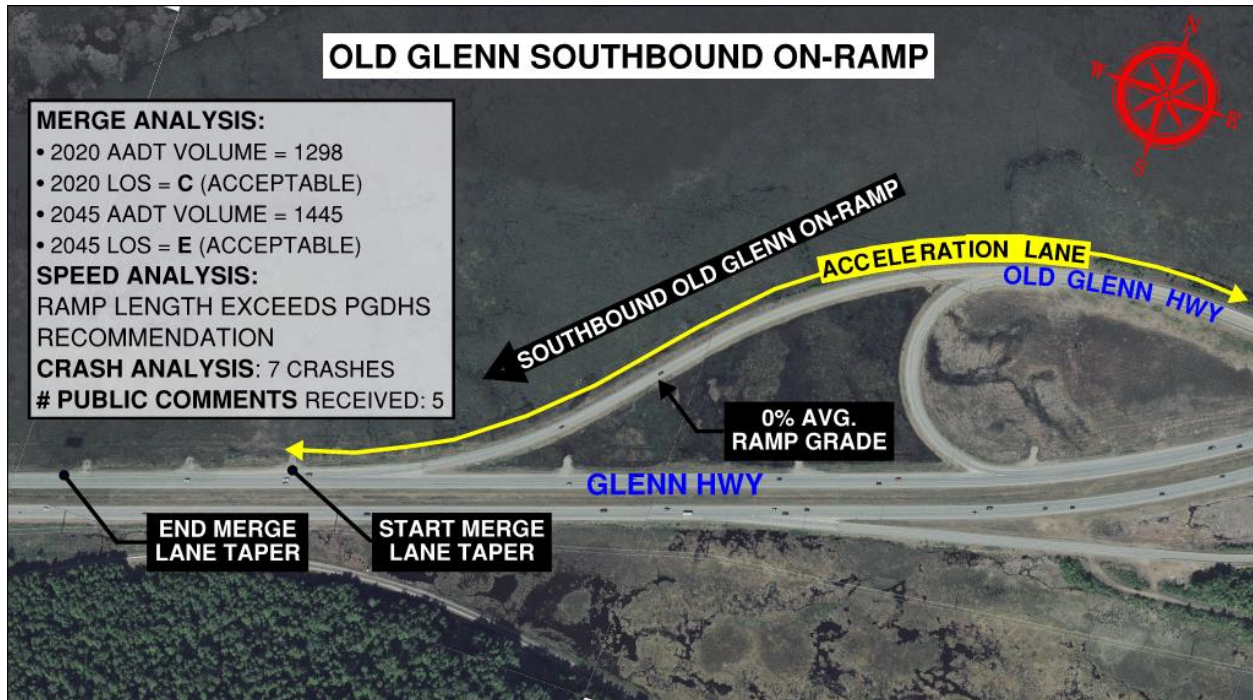 OLD GLENN SOUTHBOUND ON-RAMP
N
W
E
S
MERGE ANALYSIS:
• 2020 AADT VOLUME = 1298
• 2020 LOS = C (ACCEPTABLE)
• 2045 AADT VOLUME = 1445
• 2045 LOS = E (ACCEPTABLE)
SPEED ANALYSIS:
RAMP LENGTH EXCEEDS PGDHS
RECOMMENDATION
CRASH ANALYSIS: 7 CRASHES
# PUBLIC COMMENTS RECEIVED: 5
SOUTHBOUND OLD GLENN ON-RAMP
ACCELERATION LANE
OLD GLENN HWY
0% AVG.
RAMP GRADE
GLENN HWY
END MERGE
LANE TAPER
START MERGE
LANE TAPER